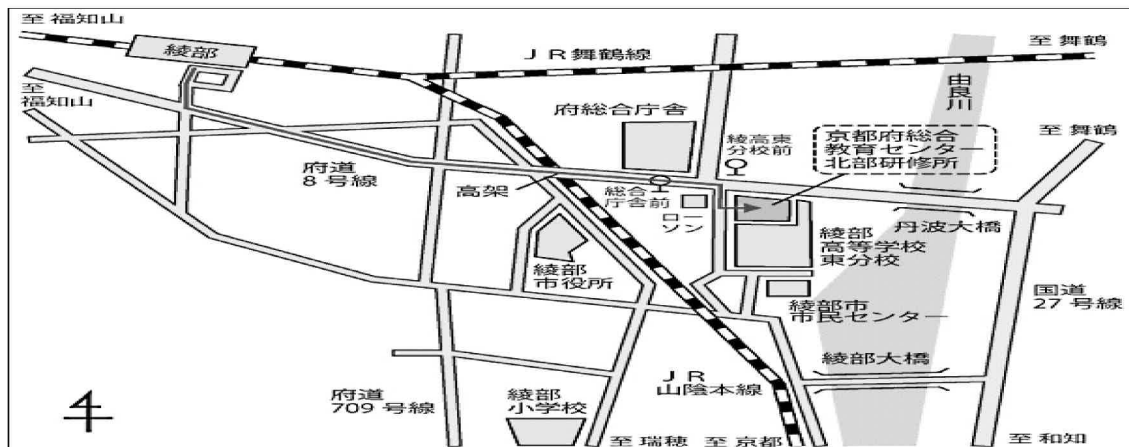 至 福知山
綾部
ＪＲ舞鶴線
至 舞鶴
至
福知山
府総合庁舎
綾高東
分校前
由良川
京都府総合
教育センター
北部研修所
至 舞鶴
府道
8 号線
高架
総合
庁舎前
ロー
ソン
丹波大橋
綾部
高等学校
東分校
綾部
市役所
綾部市
市民センター
国道
27 号線
綾部大橋
ＪＲ
山陰本線
府道
709 号線
綾部
小学校
至 瑞穂
至 京都
至 和知